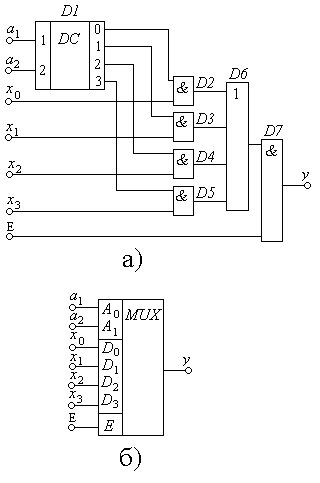 D1
a1 1 DC 0
1
a2 2 2
3
x0 & D2 D6
1
x1 & D3
D7
&
x2 & D4
y
x3 & D5
E
а)
a1 A0 MUX
a2 A1
x0 D0
x1 D1 y
x2 D2
x3 D3
E E
б)